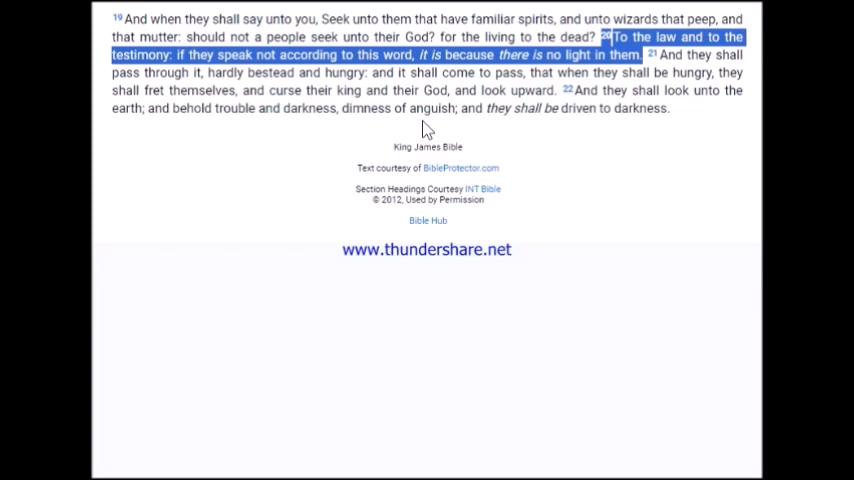 19 And when they shall say unto you, Seek unto them that have familiar spirits, and unto wizards that peep, and
that mutter: should not a people seek unto their God? for the living to the dead? 20 To the law and to the
testimony: if they speak not according to this word, it is because there is no light in them. 21 And they shall
pass through it, hardly bestead and hungry: and it shall come to pass, that when they shall be hungry, they
shall fret themselves, and curse their king and their God, and look upward. 22 And they shall look unto the
earth; and behold trouble and darkness, dimness of anguish; and they shall be driven to darkness.
King James Bible
Text courtesy of BibleProtector.com
Section Headings Courtesy INT Bible
© 2012, Used by Permission
Bible Hub
www.thundershare.net